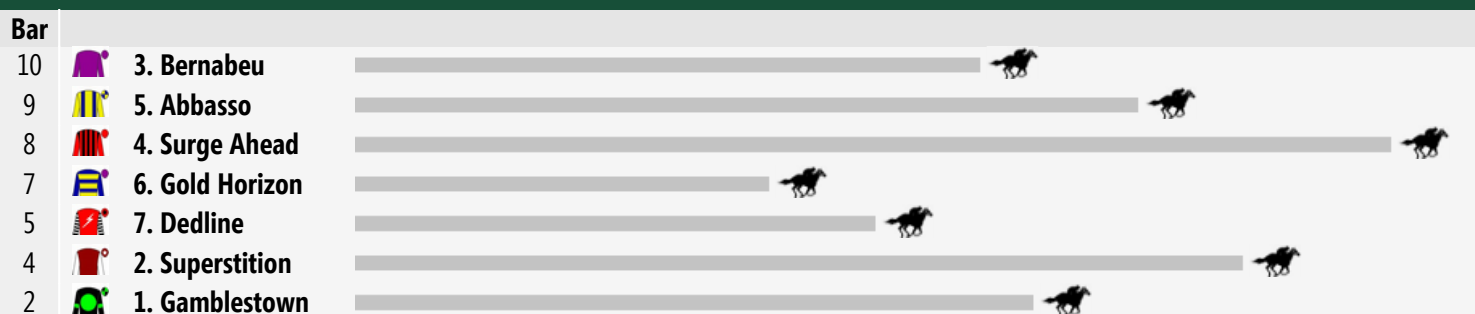 Bar
10 3. Bernabeu
9 5. Abbasso
8 4. Surge Ahead
7 6. Gold Horizon
5 7. Dedline
4 2. Superstition
2 1. Gamblestown